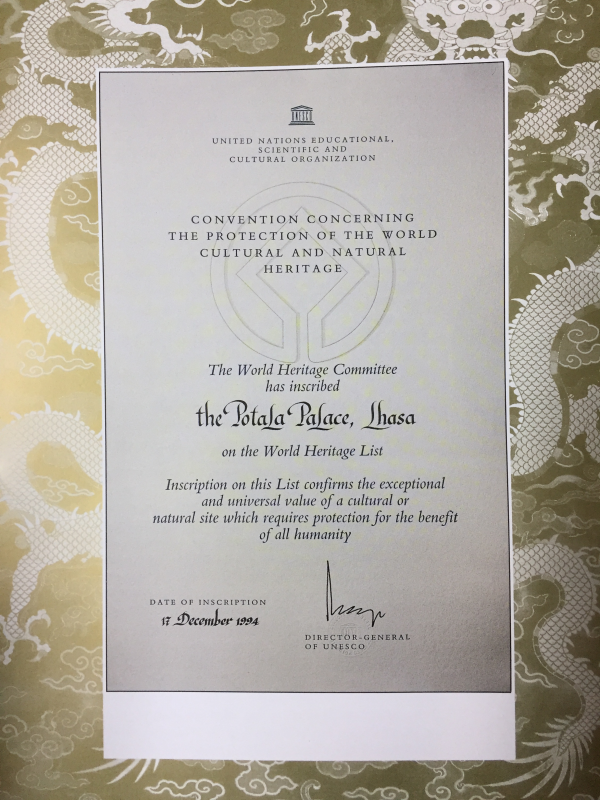 UNESCO
UNITED NATIONS EDUCATIONAL,
SCIENTIFIC AND
CULTURAL ORGANIZATION
CONVENTION CONCERNING
THE PROTECTION OF THE WORLD
CULTURAL AND NATURAL
HERITAGE
The World Heritage Committee
has inscribed
the Potala Palace, Lhasa
on the World Heritage List
Inscription on this List confirms the exceptional
and universal value of a cultural or
natural site which requires protection for the benefit
of all humanity
DATE OF INSCRIPTION
17 December 1994
DIRECTOR-GENERAL
OF UNESCO